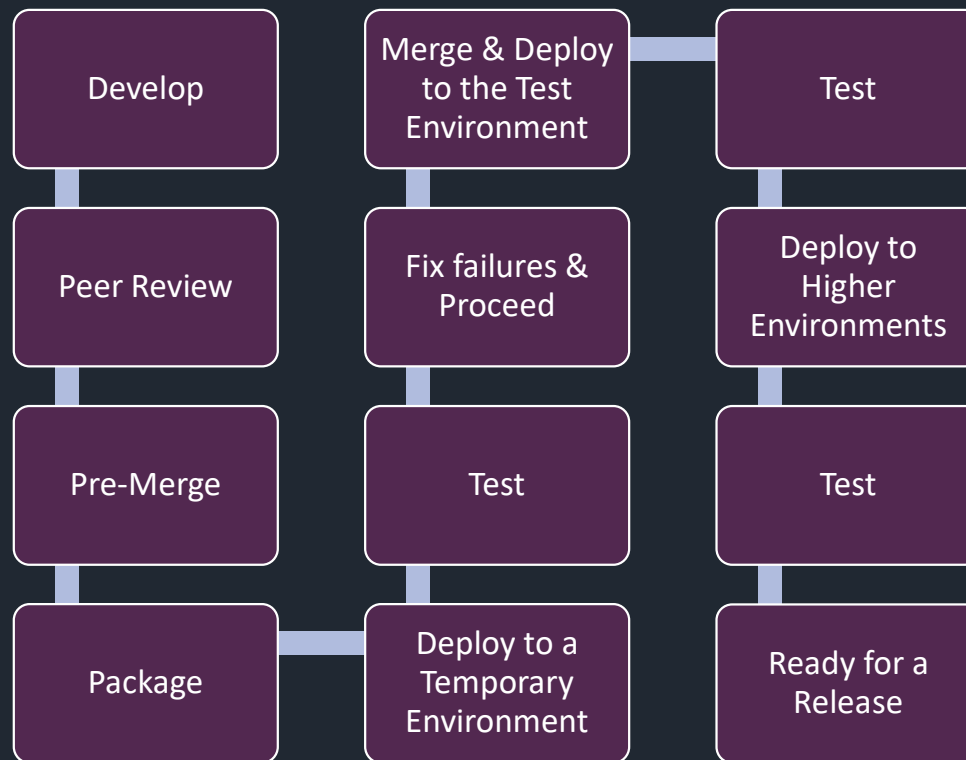 Develop
Peer Review
Pre-Merge
Package
Deploy to a
Temporary
Environment
Test
Fix failures &
Proceed
Merge & Deploy
to the Test
Environment
Test
Deploy to
Higher
Environments
Test
Ready for a
Release